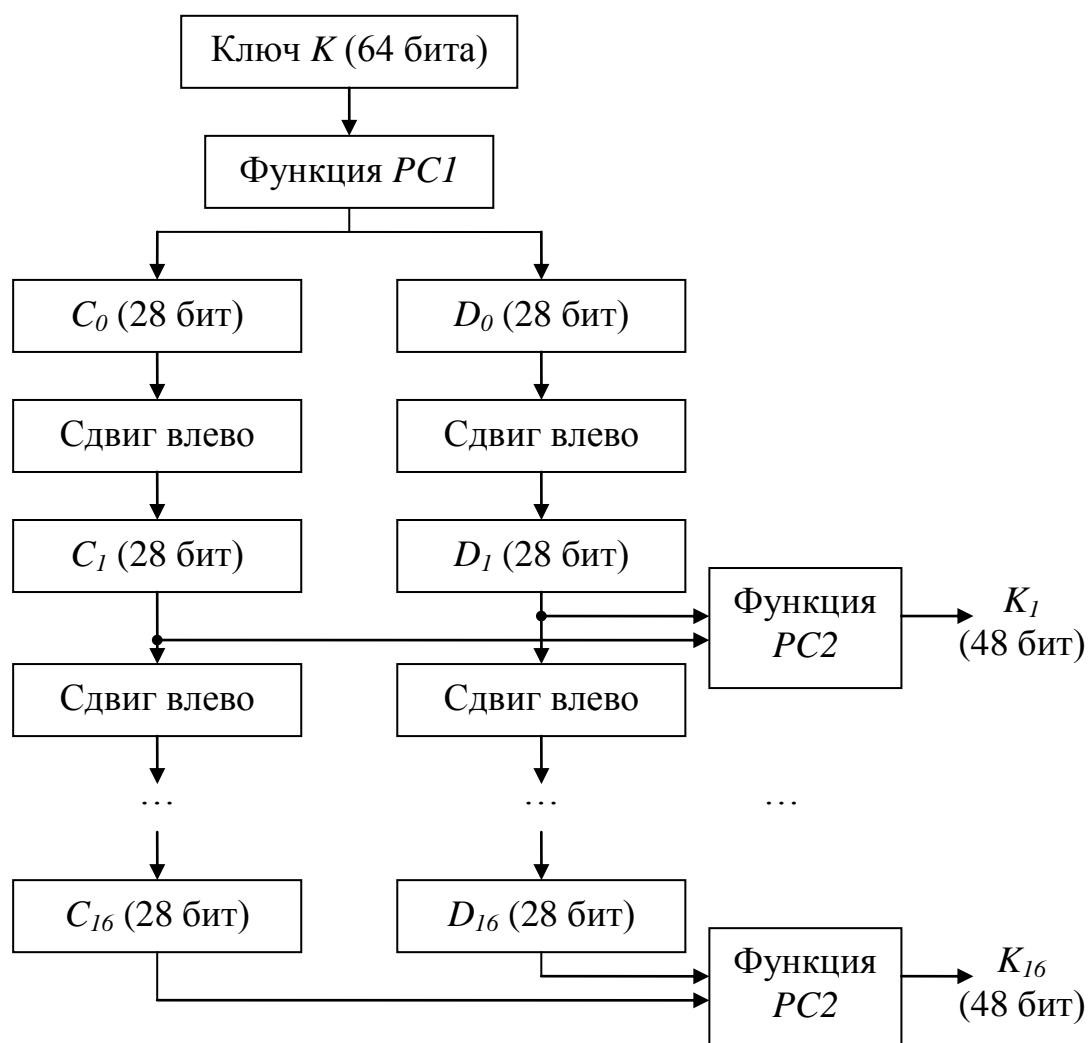 Ключ K (64 бита)
Функция PC1
C0 (28 бит)
D0 (28 бит)
Сдвиг влево
Сдвиг влево
C1 (28 бит)
D1 (28 бит)
Функция
PC2
K1
(48 бит)
Сдвиг влево
Сдвиг влево
...
...
...
C16 (28 бит)
D16 (28 бит)
Функция
PC2
K16
(48 бит)